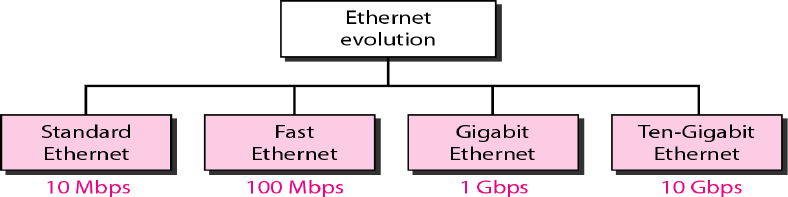 Ethernet
evolution
Standard
Ethernet
Fast
Ethernet
Gigabit
Ethernet
Ten-Gigabit
Ethernet
10 Mbps
100 Mbps
1 Gbps
10 Gbps